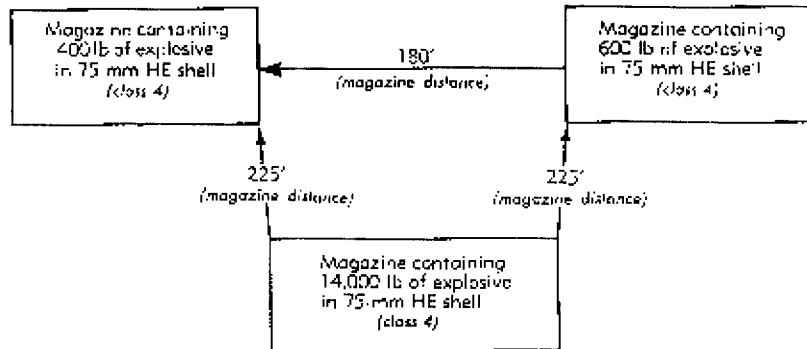 Magazine containing
400 lb of explosive
in 75 mm HE shell
(class 4)
180'
(magazine distance)
Magazine containing
600 lb of explosive
in 75 mm HE shell
(class 4)
225'
(magazine distance)
225'
(magazine distance)
Magazine containing
14,000 lb of explosive
in 75-mm HE shell
(class 4)